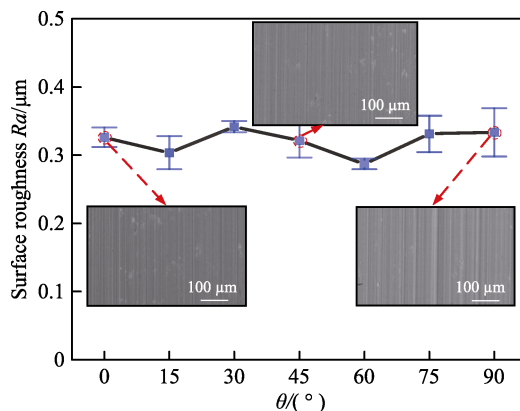 Surface roughness Ra/μm
0.5
0.4
0.3
0.2
0.1
0
100 μm
100 μm
100 μm
0 15 30 45 60 75 90
θ/( ° )